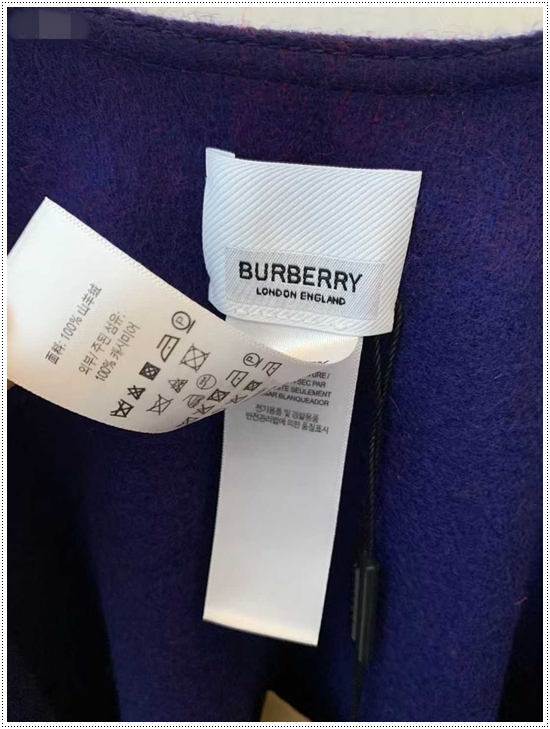 BURBERRY
LONDON ENGLAND
面料: 100% 山羊绒
외부/ 주된 섬유:
100% 캐시미어
SEC PAR
SEULEMENT
BLANQUEADOR
전기용품 및 생활용품
안전관리법에 의한 품질표시